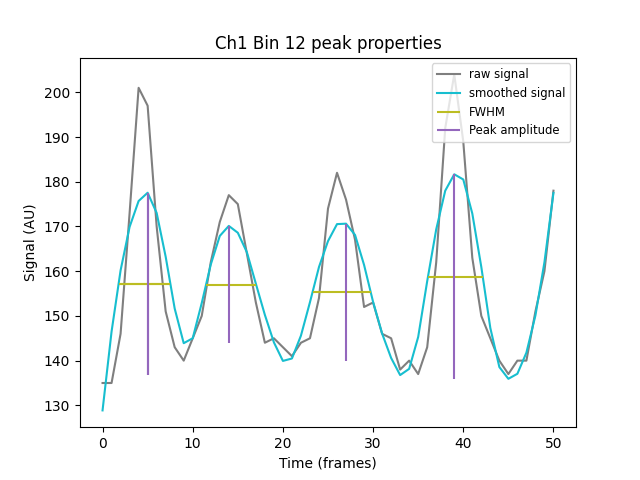 Ch1 Bin 12 peak properties
raw signal
smoothed signal
FWHM
Peak amplitude
Signal (AU)
200
190
180
170
160
150
140
130
0 10 20 30 40 50
Time (frames)